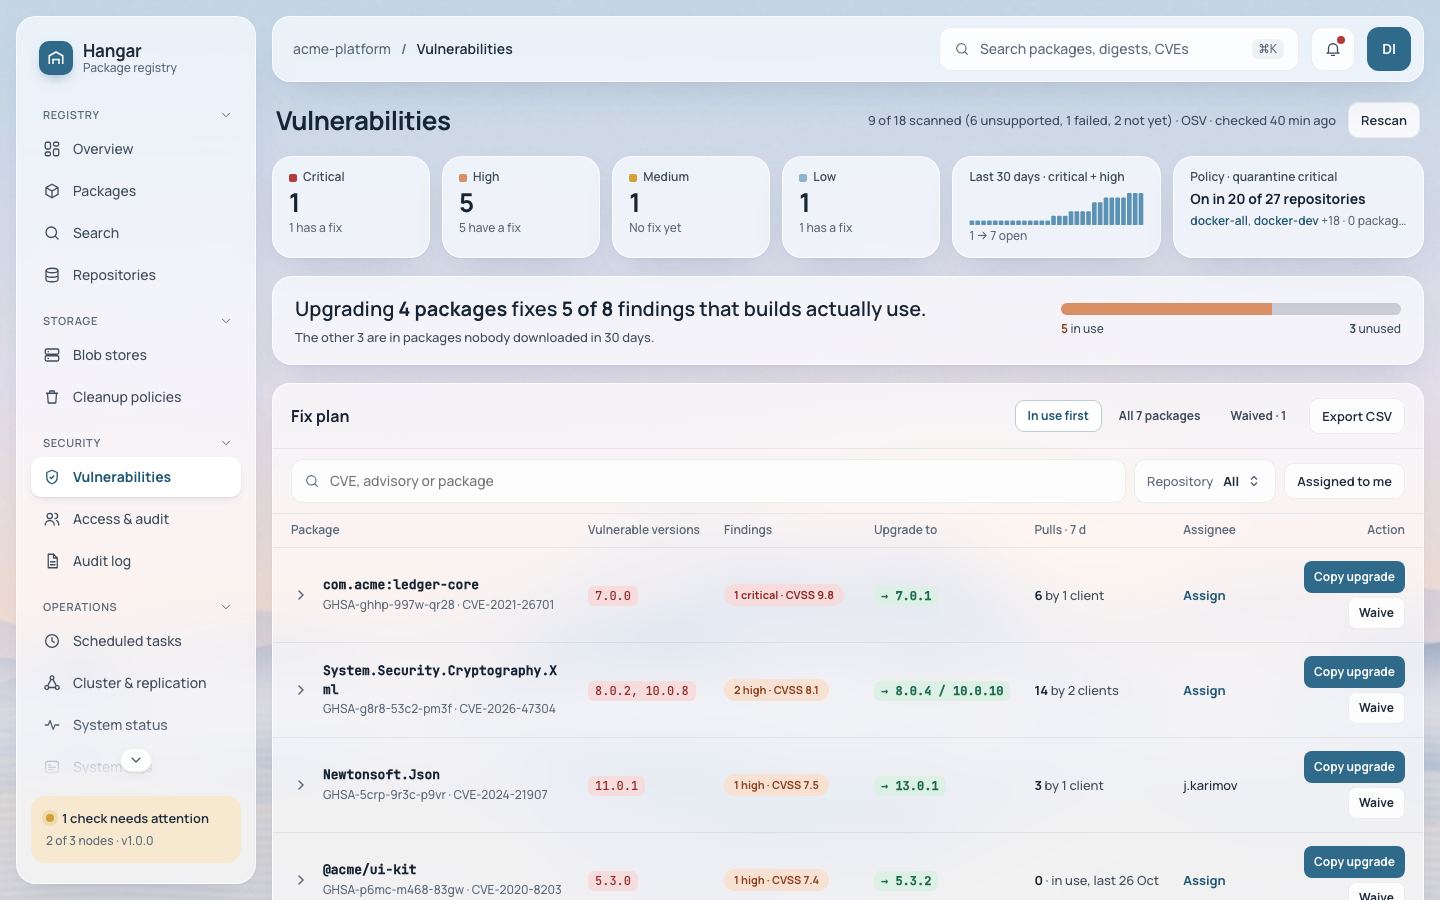 Hangar
Package registry
REGISTRY
Overview
Packages
Search
Repositories
STORAGE
Blob stores
Cleanup policies
SECURITY
Vulnerabilities
Access & audit
Audit log
OPERATIONS
Scheduled tasks
Cluster & replication
System status
1 check needs attention
2 of 3 nodes · v1.0.0
acme-platform / Vulnerabilities
Search packages, digests, CVEs ⌘K
DI
Vulnerabilities
9 of 18 scanned (6 unsupported, 1 failed, 2 not yet) · OSV · checked 40 min ago
Rescan
Critical
1
1 has a fix
High
5
5 have a fix
Medium
1
No fix yet
Low
1
1 has a fix
Last 30 days · critical + high
1 → 7 open
Policy · quarantine critical
On in 20 of 27 repositories
docker-all, docker-dev +18 · 0 packag…
Upgrading 4 packages fixes 5 of 8 findings that builds actually use.
The other 3 are in packages nobody downloaded in 30 days.
5 in use
3 unused
Fix plan
In use first
All 7 packages
Waived · 1
Export CSV
CVE, advisory or package
Repository All
Assigned to me
Package Vulnerable versions Findings Upgrade to Pulls · 7 d Assignee Action
com.acme:ledger-core
GHSA-ghhp-997w-qr28 · CVE-2021-26701
7.0.0
1 critical · CVSS 9.8
→ 7.0.1
6 by 1 client
Assign
Copy upgrade
Waive
System.Security.Cryptography.X
ml
GHSA-g8r8-53c2-pm3f · CVE-2026-47304
8.0.2, 10.0.8
2 high · CVSS 8.1
→ 8.0.4 / 10.0.10
14 by 2 clients
Assign
Copy upgrade
Waive
Newtonsoft.Json
GHSA-5crp-9r3c-p9vr · CVE-2024-21907
11.0.1
1 high · CVSS 7.5
→ 13.0.1
3 by 1 client
j.karimov
Copy upgrade
Waive
@acme/ui-kit
GHSA-p6mc-m468-83gw · CVE-2020-8203
5.3.0
1 high · CVSS 7.4
→ 5.3.2
0 · in use, last 26 Oct
Assign
Copy upgrade
Waive